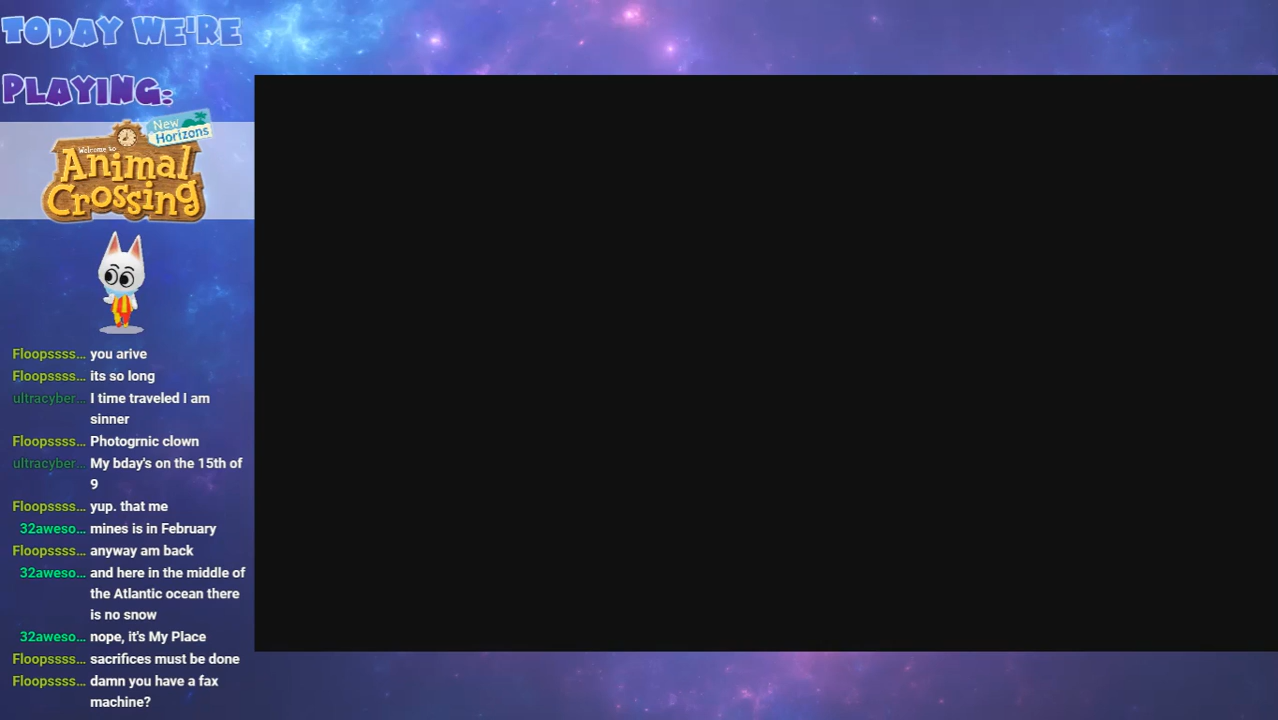 TODAY WE'RE
PLAYING:
New
Horizons
Welcome to
Animal
Crossing
Floopssss... you arive
Floopssss... its so long
ultracyber... I time traveled I am
sinner
Floopssss... Photogrnic clown
ultracyber... My bday's on the 15th of
9
Floopssss... yup. that me
32aweso... mines is in February
Floopssss... anyway am back
32aweso... and here in the middle of
the Atlantic ocean there
is no snow
32aweso... nope, it's My Place
Floopssss... sacrifices must be done
Floopssss... damn you have a fax
machine?